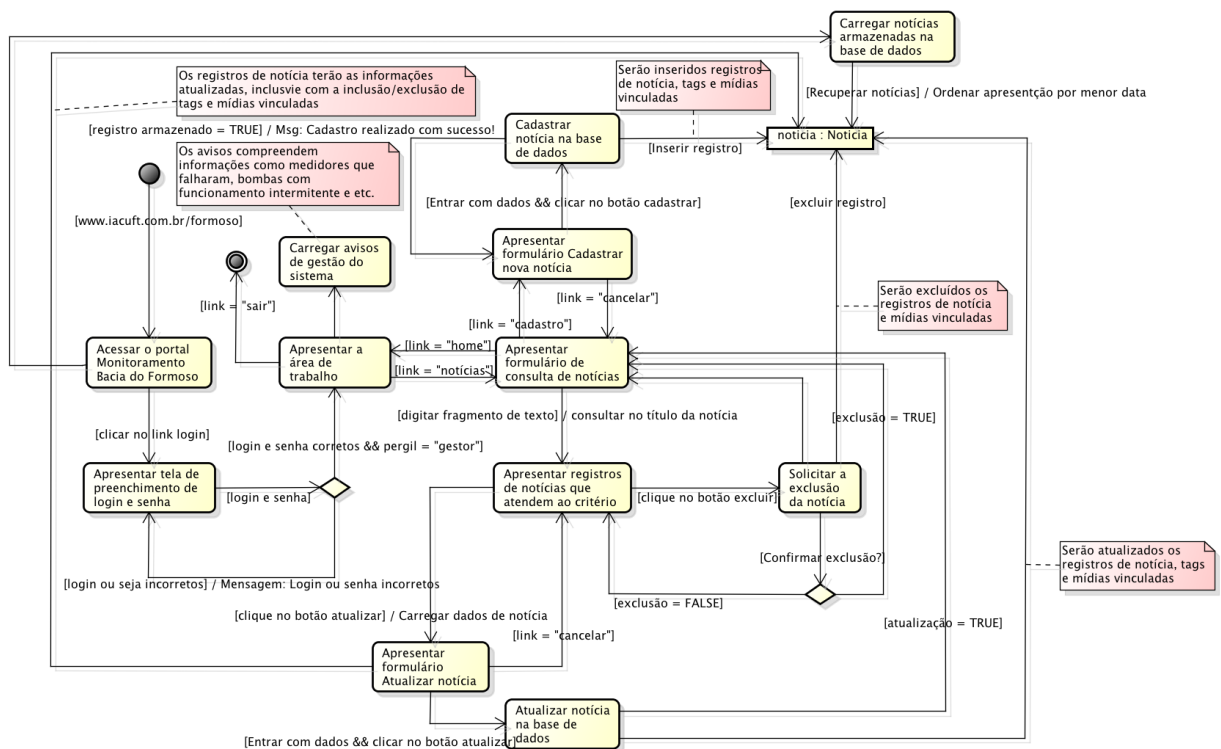 Carregar notícias
armazenadas na
base de dados
Os registros de notícia terão as informações
atualizadas, inclusvie com a inclusão/exclusão de
tags e mídias vinculadas
Serão inseridos registros
de notícia, tags e mídias
vinculadas
[Recuperar notícias] / Ordenar apresentção por menor data
[registro armazenado = TRUE] / Msg: Cadastro realizado com sucesso!
Cadastrar
notícia na base
de dados
noticia : Noticia
[Inserir registro]
Os avisos compreendem
informações como medidores que
falharam, bombas com
funcionamento intermitente e etc.
[Entrar com dados && clicar no botão cadastrar]
[excluir registro]
[www.iacuft.com.br/formoso]
Carregar avisos
de gestão do
sistema
Apresentar
formulário Cadastrar
nova notícia
[link = "sair"]
[link = "cancelar"]
[link = "cadastro"]
Serão excluídos os
registros de notícia
e mídias vinculadas
Acessar o portal
Monitoramento
Bacia do Formoso
Apresentar a
área de
trabalho
[link = "home"]
[link = "notícias"]
Apresentar
formulário de
consulta de notícias
[digitar fragmento de texto] / consultar no título da notícia
[exclusão = TRUE]
[clicar no link login]
[login e senha corretos && pergil = "gestor"]
Apresentar tela de
preenchimento de
login e senha
[login e senha]
Apresentar registros
de notícias que
atendem ao critério
[clique no botão excluir]
Solicitar a
exclusão
da notícia
[Confirmar exclusão?]
Serão atualizados os
registros de notícia, tags
e mídias vinculadas
[login ou seja incorretos] / Mensagem: Login ou senha incorretos
[exclusão = FALSE]
[clique no botão atualizar] / Carregar dados de notícia
[link = "cancelar"]
[atualização = TRUE]
Apresentar
formulário
Atualizar notícia
Atualizar notícia
na base de
dados
[Entrar com dados && clicar no botão atualizar]